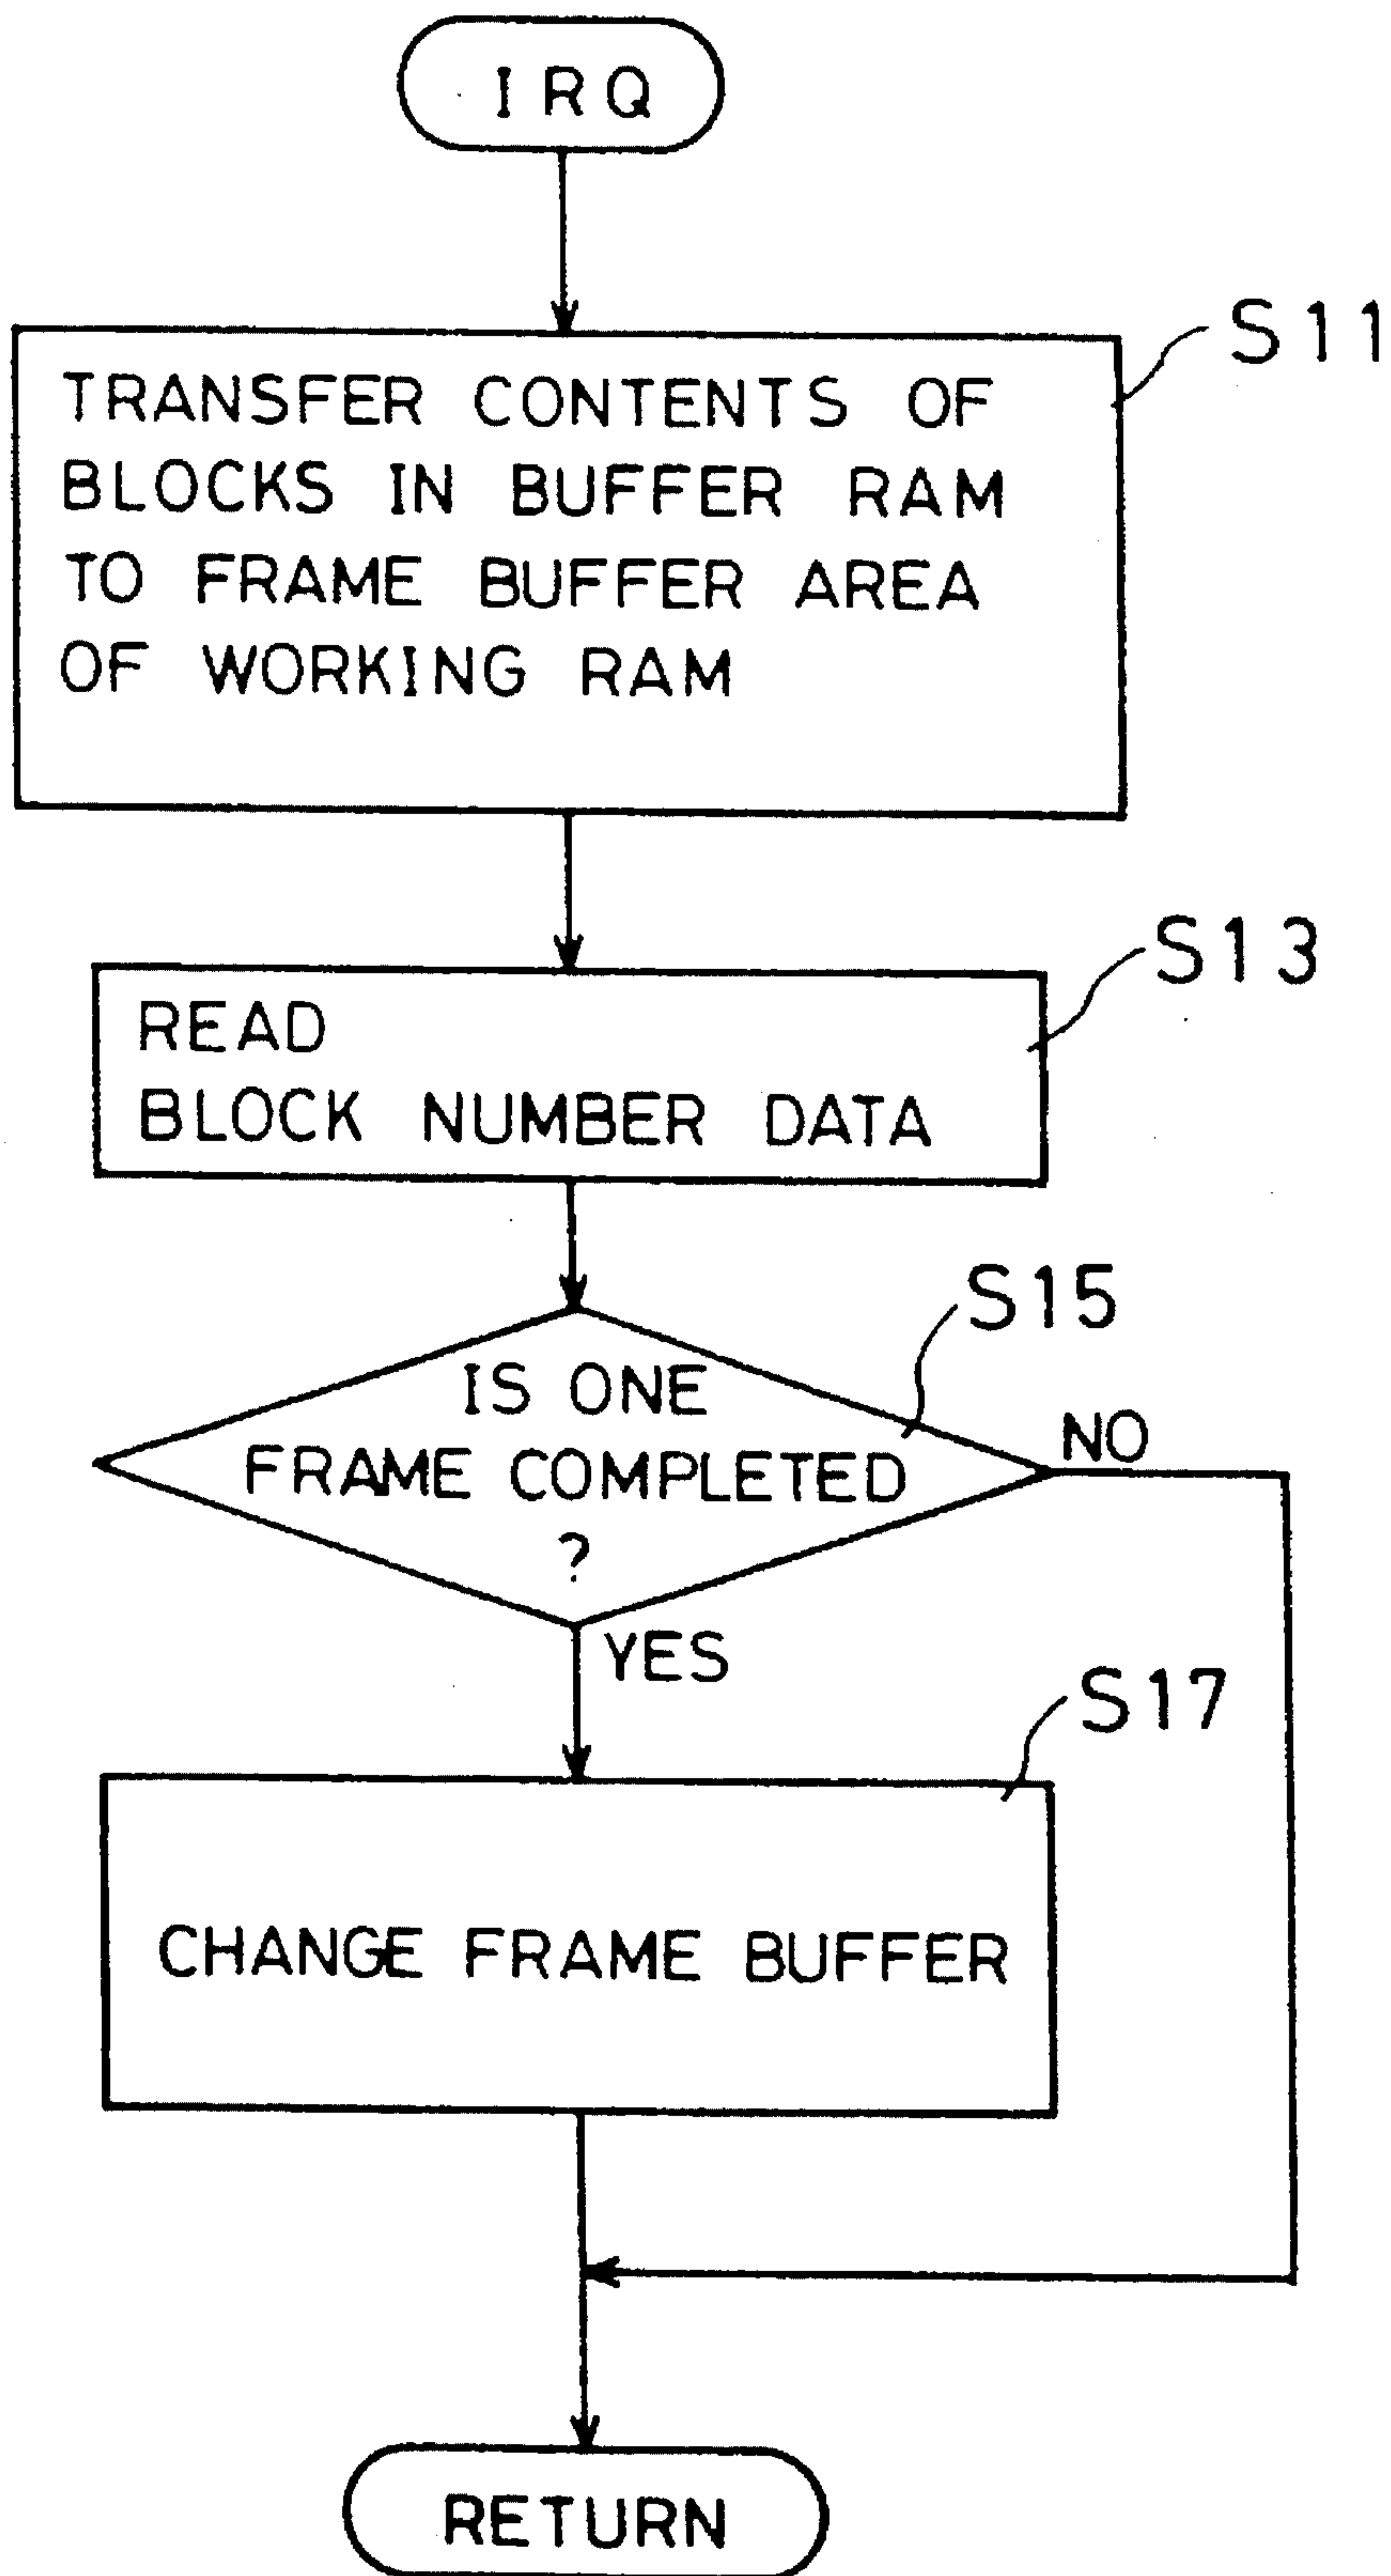 IRQ
S11
TRANSFER CONTENTS OF
BLOCKS IN BUFFER RAM
TO FRAME BUFFER AREA
OF WORKING RAM
S13
READ
BLOCK NUMBER DATA
S15
IS ONE
FRAME COMPLETED
?
NO
YES
S17
CHANGE FRAME BUFFER
RETURN